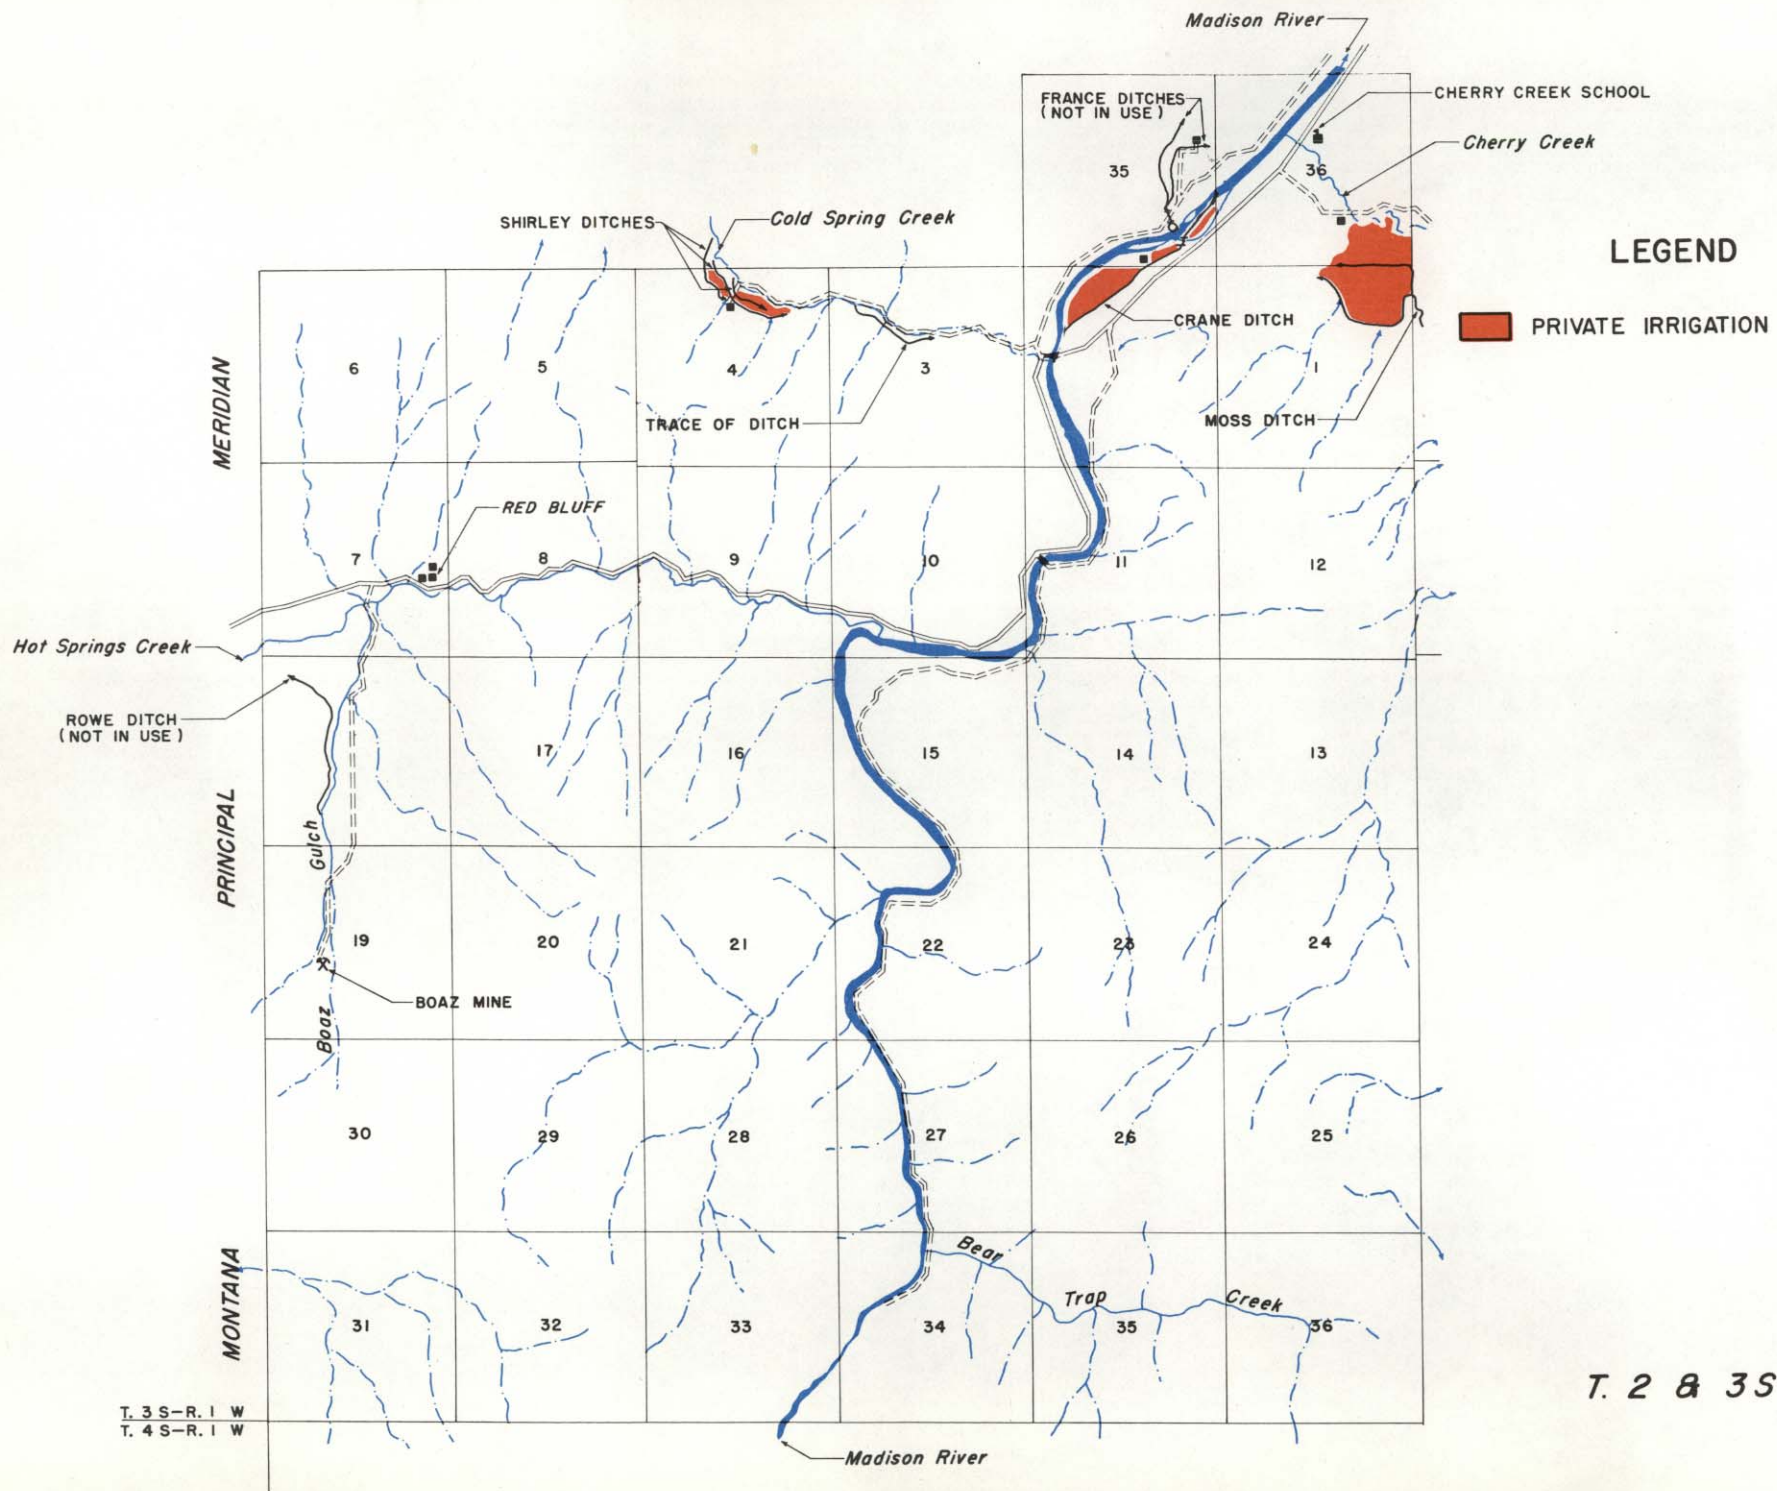 Madison River
FRANCE DITCHES
(NOT IN USE)
CHERRY CREEK SCHOOL
Cherry Creek
35
36
SHIRLEY DITCHES
Cold Spring Creek
LEGEND
PRIVATE IRRIGATION
CRANE DITCH
MERIDIAN
6
5
4
3
1
TRACE OF DITCH
MOSS DITCH
RED BLUFF
7
8
9
10
11
12
Hot Springs Creek
ROWE DITCH
(NOT IN USE)
17
16
15
14
13
PRINCIPAL
Gulch
19
20
21
22
23
24
BOAZ MINE
Boaz
30
29
28
27
26
25
MONTANA
Bear
Trap
Creek
31
32
33
34
35
36
T. 2 & 3S
T. 3 S-R. 1 W
T. 4 S-R. 1 W
Madison River